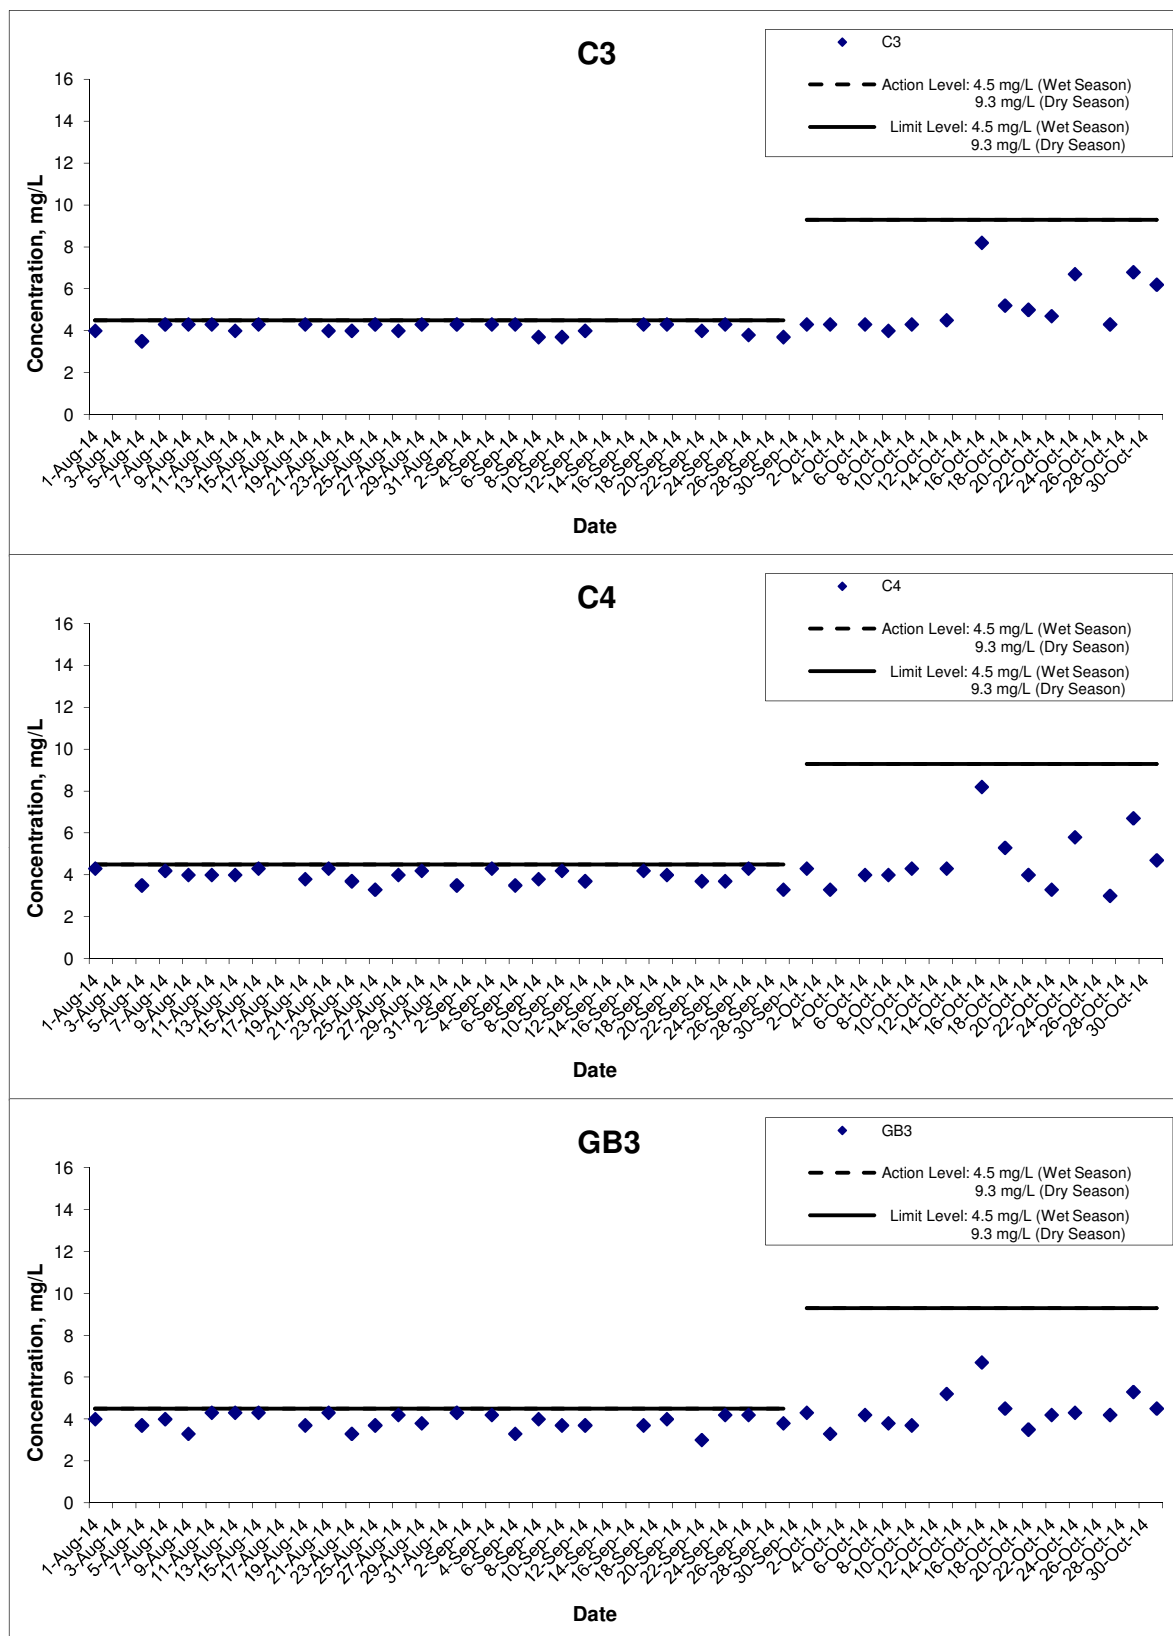 C3
C3
Action Level: 4.5 mg/L (Wet Season)
9.3 mg/L (Dry Season)
Limit Level: 4.5 mg/L (Wet Season)
9.3 mg/L (Dry Season)
Concentration, mg/L
16
14
12
10
8
6
4
2
0
1-Aug-14
3-Aug-14
5-Aug-14
7-Aug-14
9-Aug-14
11-Aug-14
13-Aug-14
15-Aug-14
17-Aug-14
19-Aug-14
21-Aug-14
23-Aug-14
25-Aug-14
27-Aug-14
29-Aug-14
31-Aug-14
2-Sep-14
4-Sep-14
6-Sep-14
8-Sep-14
10-Sep-14
12-Sep-14
14-Sep-14
16-Sep-14
18-Sep-14
20-Sep-14
22-Sep-14
24-Sep-14
26-Sep-14
28-Sep-14
30-Sep-14
2-Oct-14
4-Oct-14
6-Oct-14
8-Oct-14
10-Oct-14
12-Oct-14
14-Oct-14
16-Oct-14
18-Oct-14
20-Oct-14
22-Oct-14
24-Oct-14
26-Oct-14
28-Oct-14
30-Oct-14
Date
C4
C4
Action Level: 4.5 mg/L (Wet Season)
9.3 mg/L (Dry Season)
Limit Level: 4.5 mg/L (Wet Season)
9.3 mg/L (Dry Season)
Concentration, mg/L
16
14
12
10
8
6
4
2
0
1-Aug-14
3-Aug-14
5-Aug-14
7-Aug-14
9-Aug-14
11-Aug-14
13-Aug-14
15-Aug-14
17-Aug-14
19-Aug-14
21-Aug-14
23-Aug-14
25-Aug-14
27-Aug-14
29-Aug-14
31-Aug-14
2-Sep-14
4-Sep-14
6-Sep-14
8-Sep-14
10-Sep-14
12-Sep-14
14-Sep-14
16-Sep-14
18-Sep-14
20-Sep-14
22-Sep-14
24-Sep-14
26-Sep-14
28-Sep-14
30-Sep-14
2-Oct-14
4-Oct-14
6-Oct-14
8-Oct-14
10-Oct-14
12-Oct-14
14-Oct-14
16-Oct-14
18-Oct-14
20-Oct-14
22-Oct-14
24-Oct-14
26-Oct-14
28-Oct-14
30-Oct-14
Date
GB3
GB3
Action Level: 4.5 mg/L (Wet Season)
9.3 mg/L (Dry Season)
Limit Level: 4.5 mg/L (Wet Season)
9.3 mg/L (Dry Season)
Concentration, mg/L
16
14
12
10
8
6
4
2
0
1-Aug-14
3-Aug-14
5-Aug-14
7-Aug-14
9-Aug-14
11-Aug-14
13-Aug-14
15-Aug-14
17-Aug-14
19-Aug-14
21-Aug-14
23-Aug-14
25-Aug-14
27-Aug-14
29-Aug-14
31-Aug-14
2-Sep-14
4-Sep-14
6-Sep-14
8-Sep-14
10-Sep-14
12-Sep-14
14-Sep-14
16-Sep-14
18-Sep-14
20-Sep-14
22-Sep-14
24-Sep-14
26-Sep-14
28-Sep-14
30-Sep-14
2-Oct-14
4-Oct-14
6-Oct-14
8-Oct-14
10-Oct-14
12-Oct-14
14-Oct-14
16-Oct-14
18-Oct-14
20-Oct-14
22-Oct-14
24-Oct-14
26-Oct-14
28-Oct-14
30-Oct-14
Date